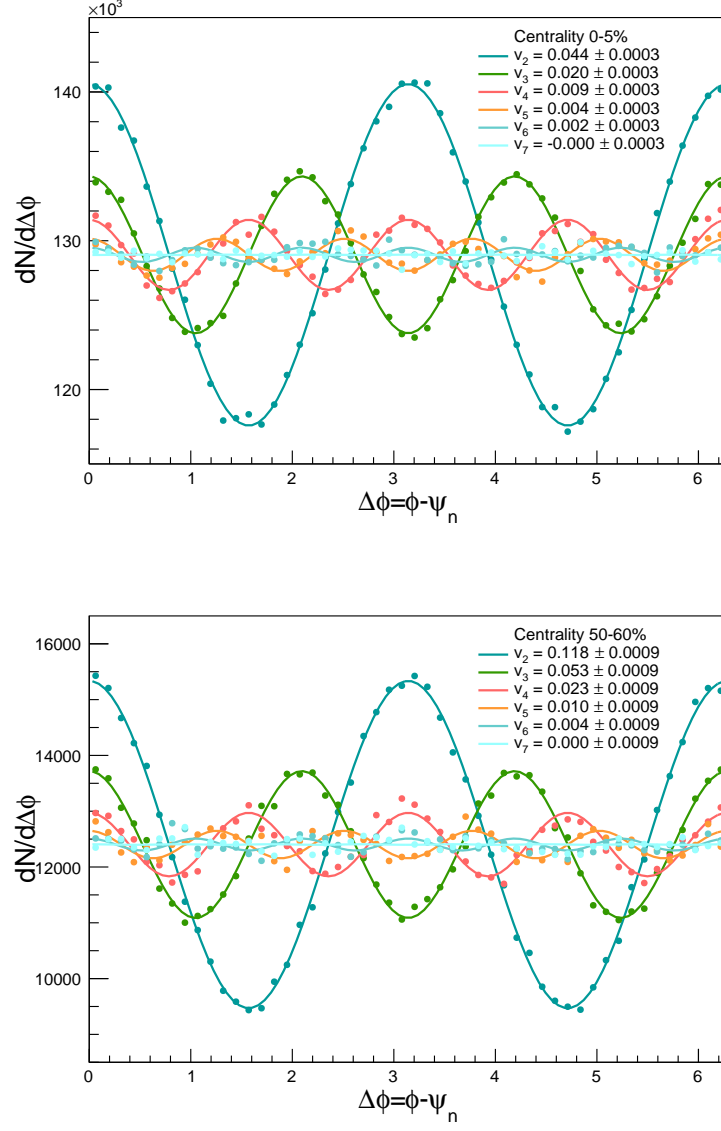 ×10³
Centrality 0-5%
v₂ = 0.044 ± 0.0003
v₃ = 0.020 ± 0.0003
v₄ = 0.009 ± 0.0003
v₅ = 0.004 ± 0.0003
v₆ = 0.002 ± 0.0003
v₇ = -0.000 ± 0.0003
140
130
120
dN/dΔϕ
0 1 2 3 4 5 6
Δϕ=ϕ-ψ_n
Centrality 50-60%
v₂ = 0.118 ± 0.0009
v₃ = 0.053 ± 0.0009
v₄ = 0.023 ± 0.0009
v₅ = 0.010 ± 0.0009
v₆ = 0.004 ± 0.0009
v₇ = 0.000 ± 0.0009
16000
14000
12000
10000
dN/dΔϕ
0 1 2 3 4 5 6
Δϕ=ϕ-ψ_n